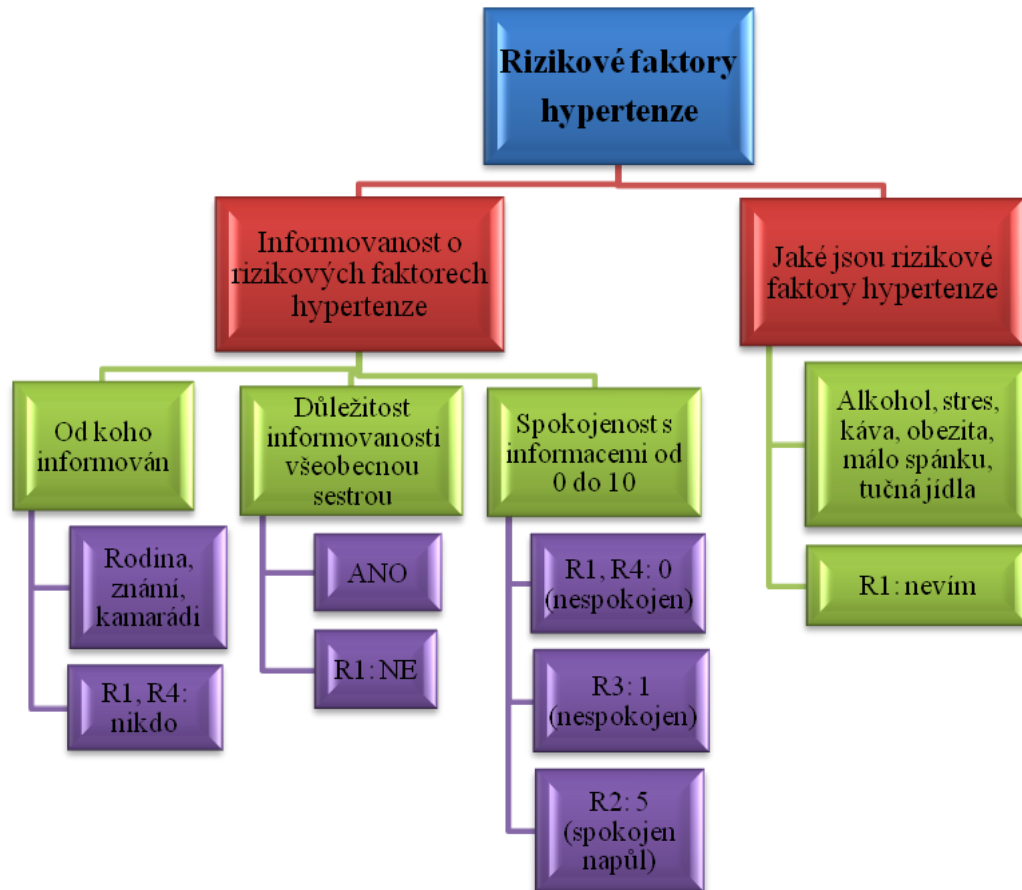 Rizikové faktory
hypertenze
Informovanost o
rizikových faktorech
hypertenze
Jaké jsou rizikové
faktory hypertenze
Od koho
informován
Důležitost
informovanosti
všeobecnou
sestrou
Spokojenost s
informacemi od
0 do 10
Alkohol, stres,
káva, obezita,
málo spánku,
tučná jídla
Rodina,
známí,
kamarádi
ANO
R1, R4: 0
(nespokojen)
R1: nevím
R1, R4:
nikdo
R1: NE
R3: 1
(nespokojen)
R2: 5
(spokojen
napůl)